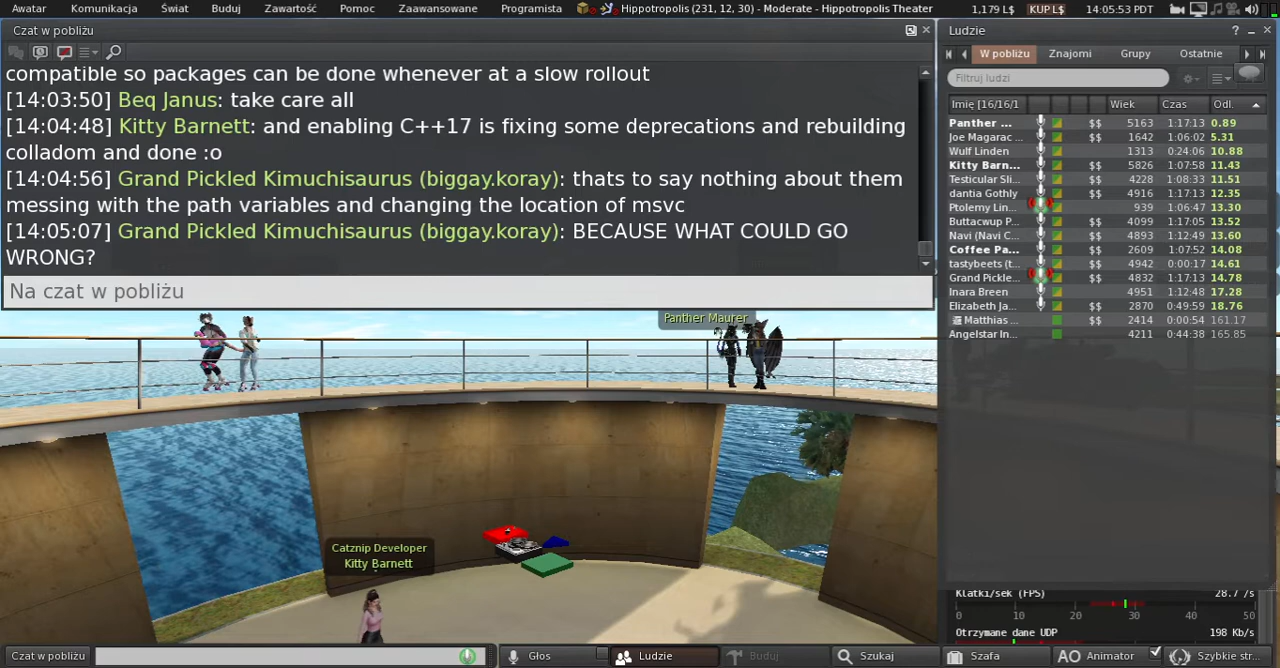 Awatar Komunikacja Świat Buduj Zawartość Pomoc Zaawansowane Programista Hippotropolis (231, 12, 30) - Moderate - Hippotropolis Theater 1,179 L$ KUP L$ 14:05:53 PDT
Czat w pobliżu
compatible so packages can be done whenever at a slow rollout
[14:03:50] Beq Janus: take care all
[14:04:48] Kitty Barnett: and enabling C++17 is fixing some deprecations and rebuilding
colladom and done :o
[14:04:56] Grand Pickled Kimuchisaurus (biggay.koray): thats to say nothing about them
messing with the path variables and changing the location of msvc
[14:05:07] Grand Pickled Kimuchisaurus (biggay.koray): BECAUSE WHAT COULD GO
WRONG?
Na czat w pobliżu
Panther Maurer
Catznip Developer
Kitty Barnett
Ludzie
W pobliżu Znajomi Grupy Ostatnie
Filtruj ludzi
Imię [16/16/1 Wiek Czas Odl.
Panther ... $$ 5163 1:17:13 0.89
Joe Magarac ... $$ 1642 1:06:02 5.31
Wulf Linden 1313 0:24:06 10.88
Kitty Barn... $$ 5826 1:07:58 11.43
Testicular Sli... $$ 4228 1:08:33 11.51
dantia Gothly $$ 4916 1:17:13 12.35
Ptolemy Lin... 939 1:06:47 13.30
Buttacwup P... $$ 4099 1:17:05 13.52
Navi (Navi C... $$ 4893 1:12:49 13.60
Coffee Pa... $$ 2609 1:07:52 14.08
tastybeets (t... $$ 4942 0:00:17 14.61
Grand Pickle... $$ 4832 1:17:13 14.78
Inara Breen 4951 1:12:48 17.28
Elizabeth Ja... $$ 2870 0:49:59 18.76
Matthias ... $$ 2414 0:00:54 161.17
Angelstar In... 4211 0:44:38 165.85
Klatki/sek (FPS) 28.7 /s
0 10 20 30 40 50
Otrzymane dane UDP 198 Kb/s
Czat w pobliżu Głos Ludzie Buduj Szukaj Szafa AO Animator Szybkie str...